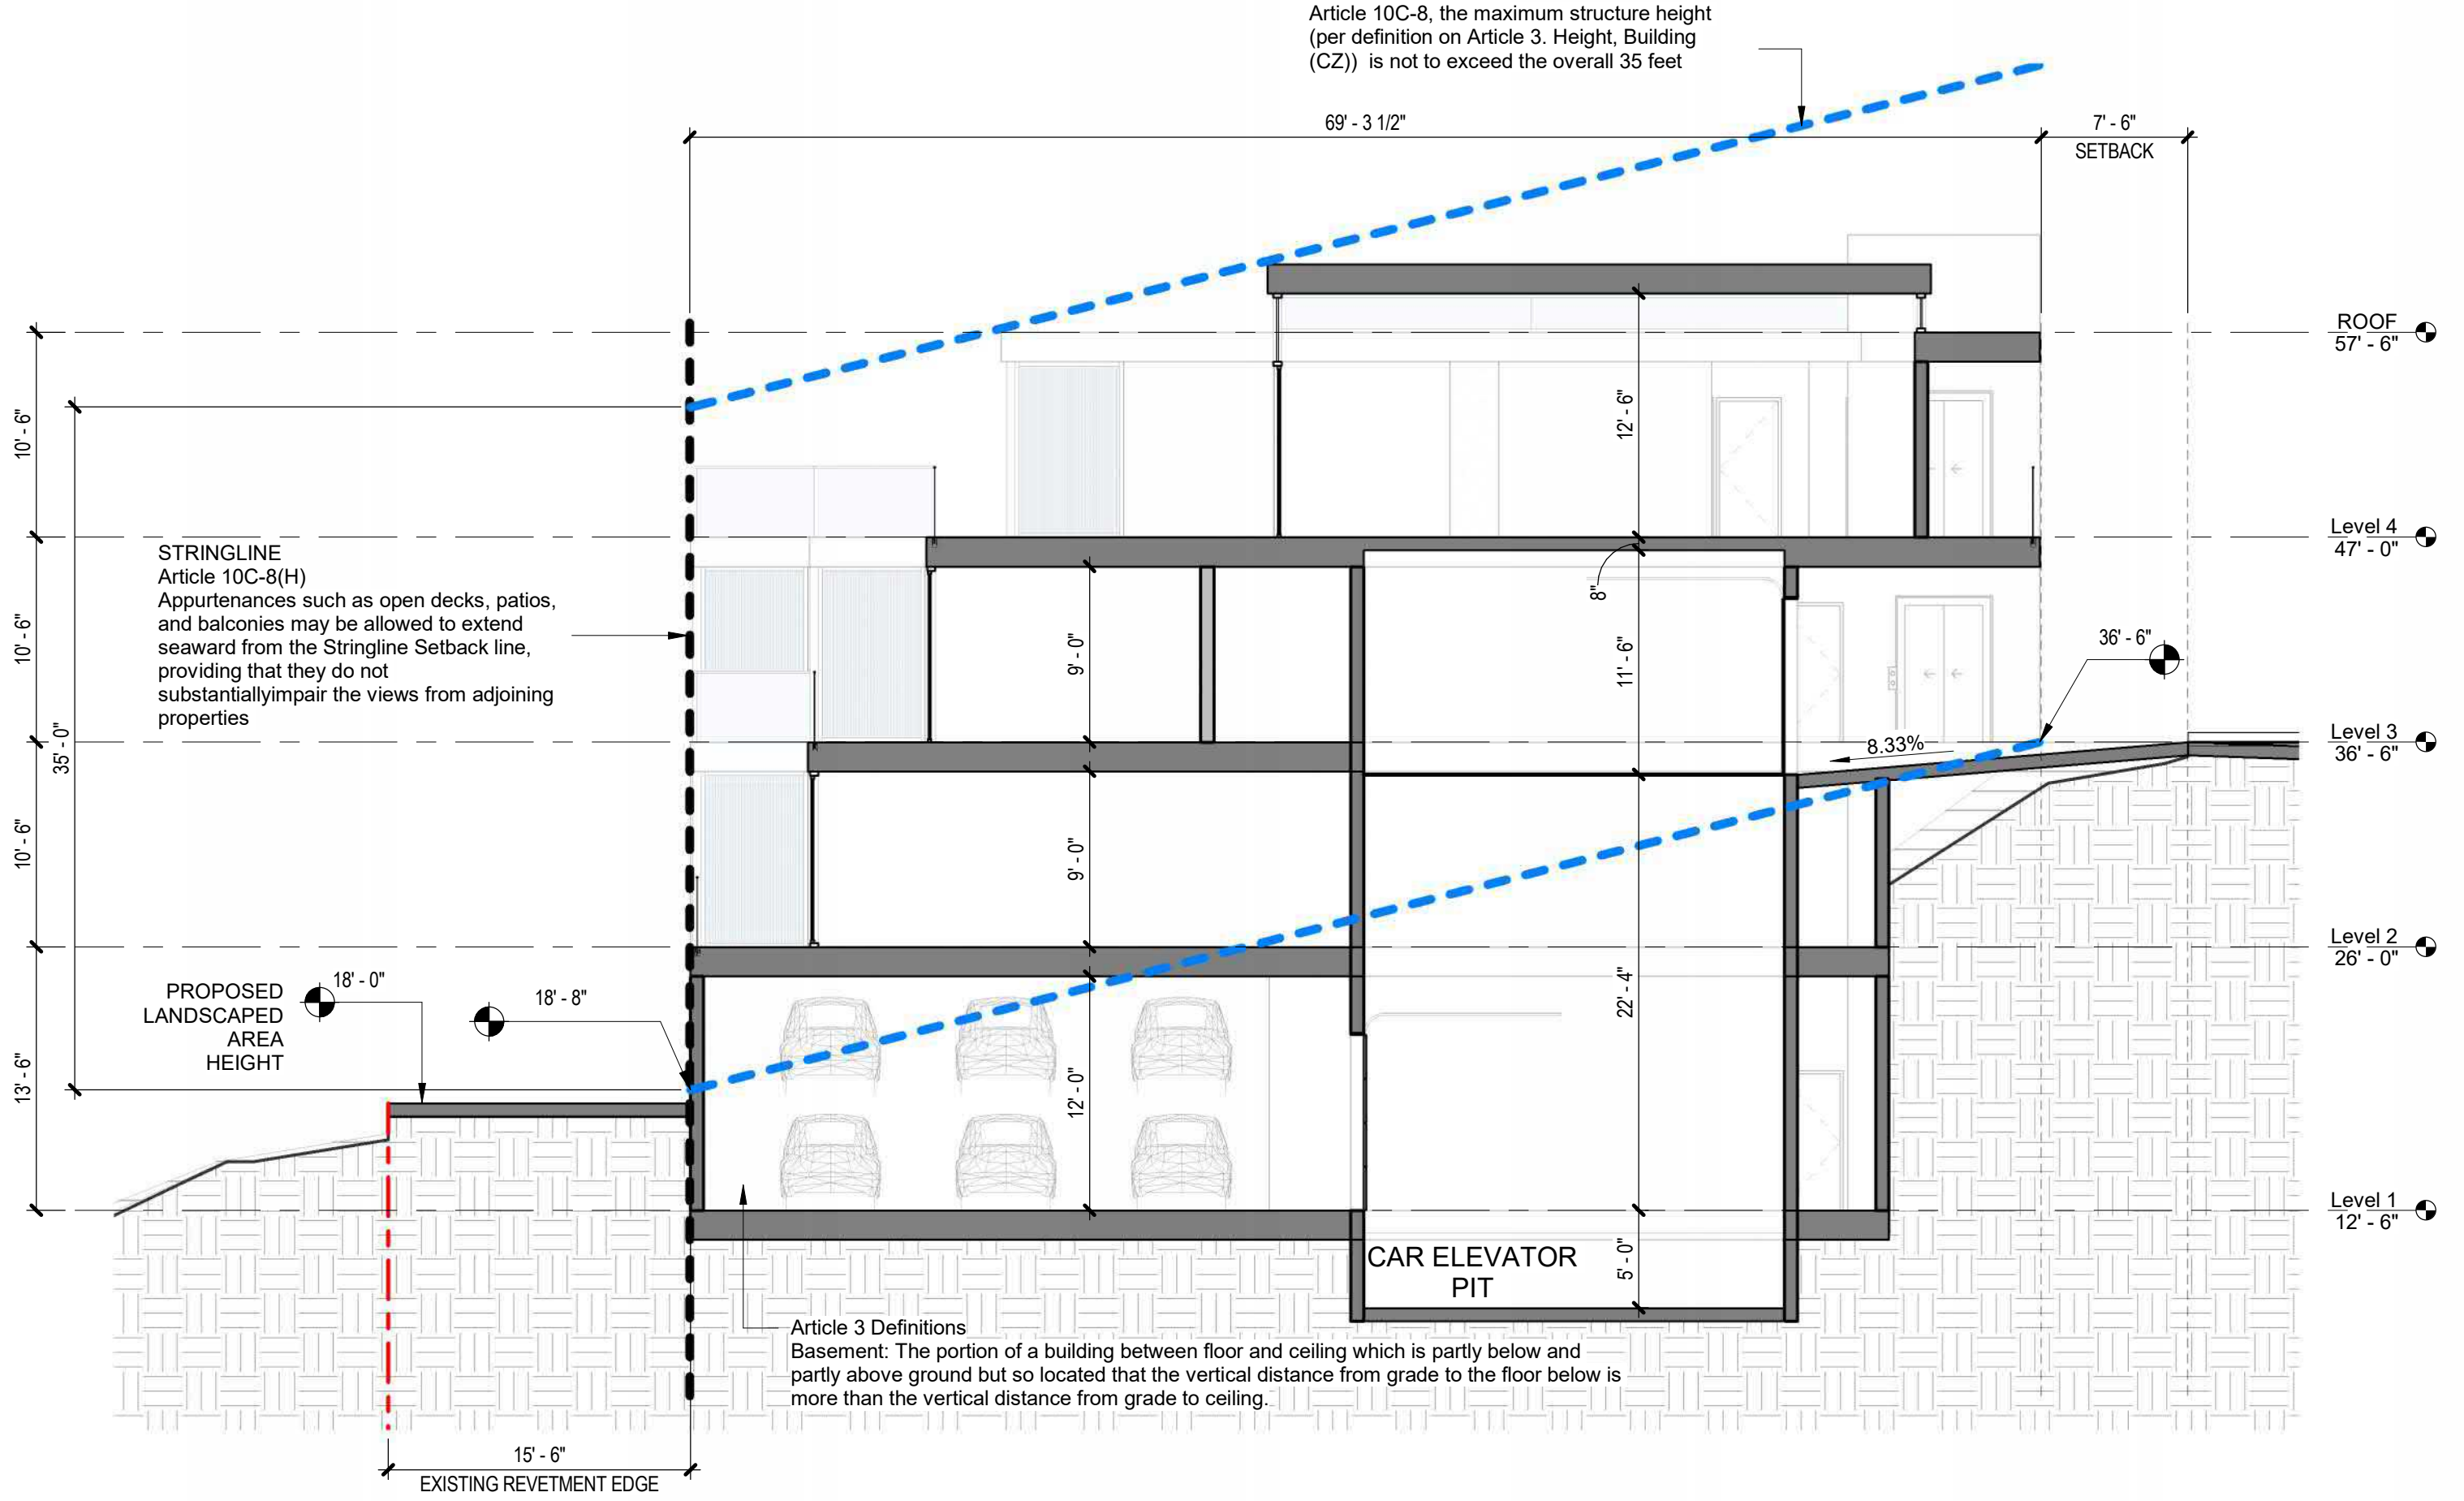 Article 10C-8, the maximum structure height
(per definition on Article 3. Height, Building
(CZ)) is not to exceed the overall 35 feet
69' - 3 1/2"
7' - 6"
SETBACK
ROOF
57' - 6"
10' - 6"
12' - 6"
Level 4
47' - 0"
STRINGLINE
Article 10C-8(H)
Appurtenances such as open decks, patios,
and balconies may be allowed to extend
seaward from the Stringline Setback line,
providing that they do not
substantiallyimpair the views from adjoining
properties
8"
10' - 6"
9' - 0"
11' - 6"
36' - 6"
35' - 0"
8.33%
Level 3
36' - 6"
10' - 6"
9' - 0"
Level 2
26' - 0"
18' - 0"
PROPOSED
LANDSCAPED
AREA
HEIGHT
18' - 8"
22' - 4"
13' - 6"
12' - 0"
Level 1
12' - 6"
5' - 0"
CAR ELEVATOR
PIT
Article 3 Definitions
Basement: The portion of a building between floor and ceiling which is partly below and
partly above ground but so located that the vertical distance from grade to the floor below is
more than the vertical distance from grade to ceiling.
15' - 6"
EXISTING REVETMENT EDGE